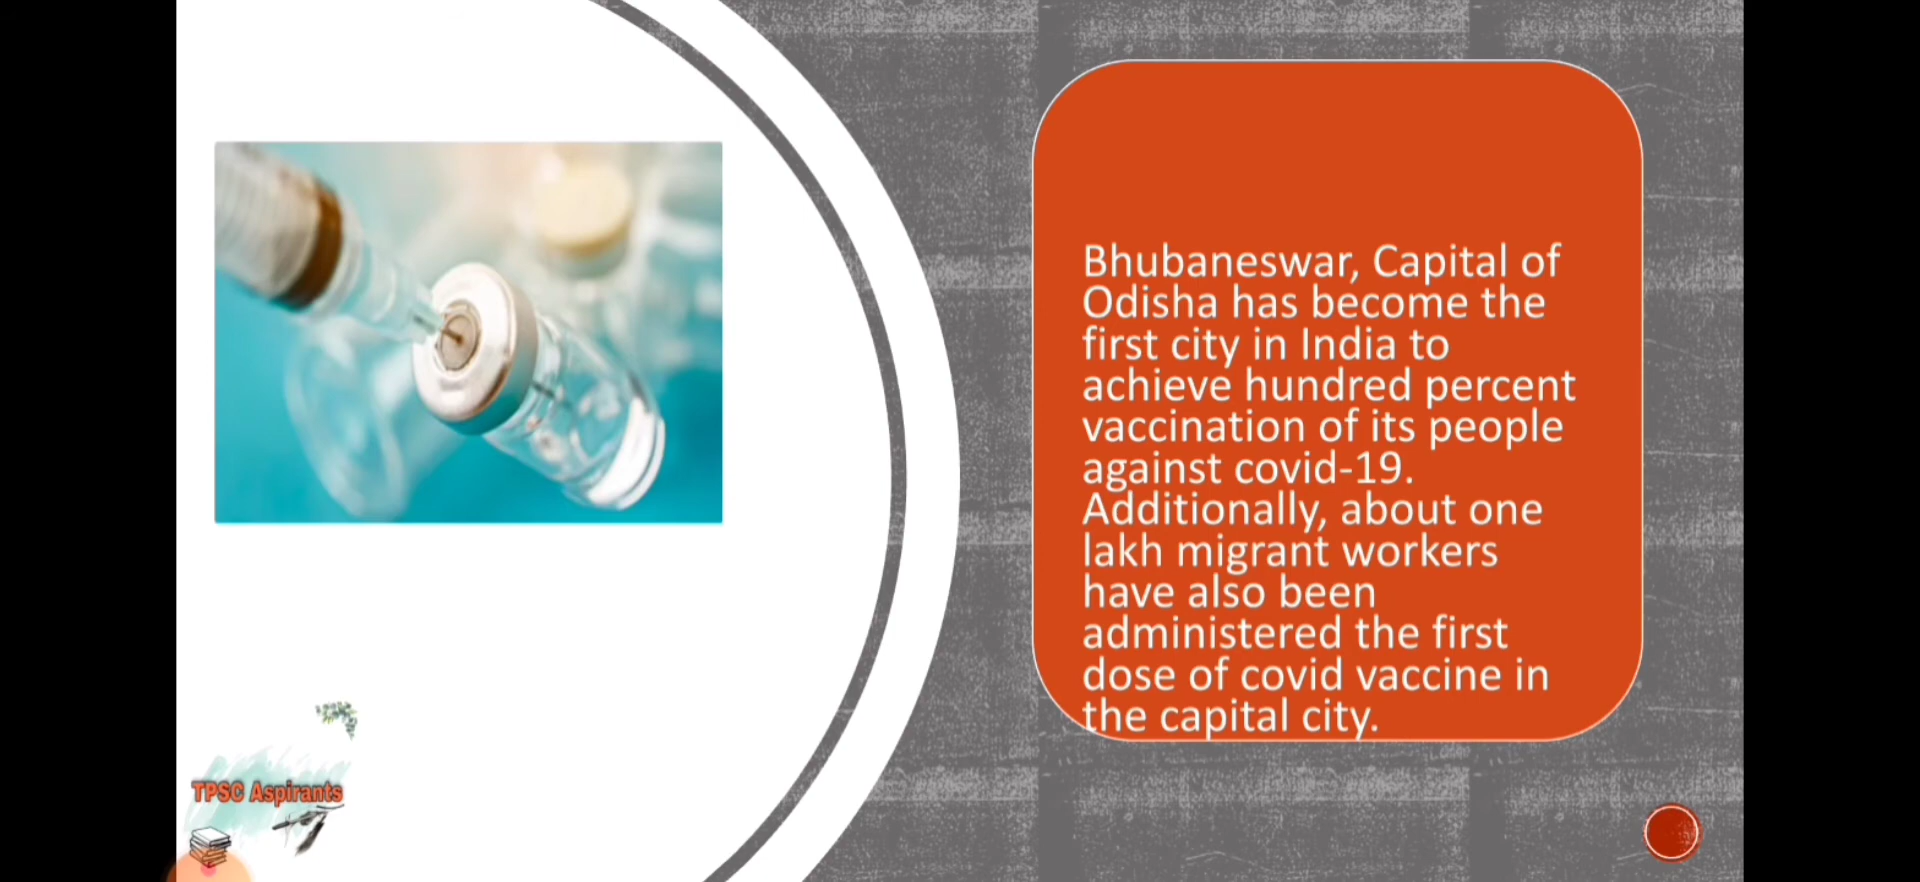 Bhubaneswar, Capital of
Odisha has become the
first city in India to
achieve hundred percent
vaccination of its people
against covid-19.
Additionally, about one
lakh migrant workers
have also been
administered the first
dose of covid vaccine in
the capital city.
TPSC Aspirants